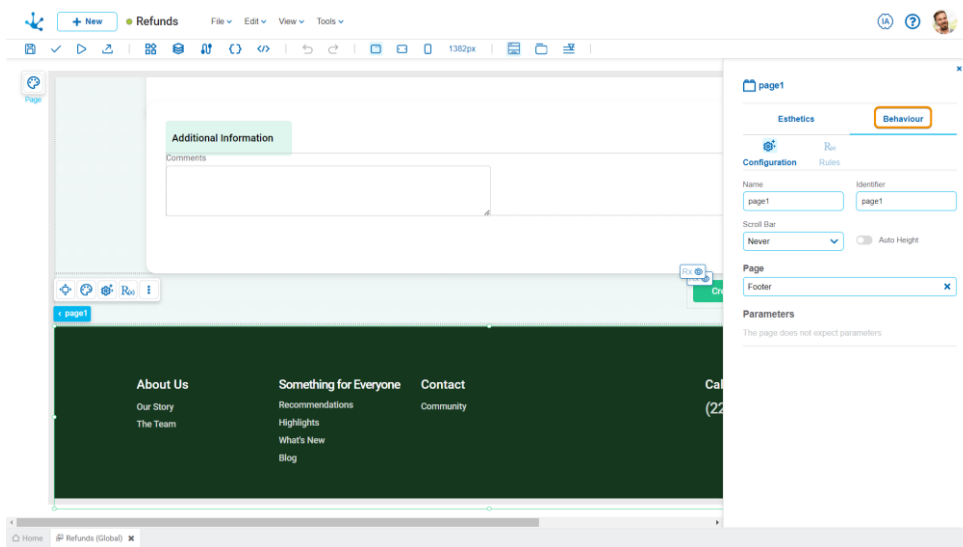 + New
Refunds
File
Edit
View
Tools
IA
?
1382px
Page
Additional Information
Comments
Rx
R(x)
page1
About Us
Our Story
The Team
Something for Everyone
Recommendations
Highlights
What's New
Blog
Contact
Community
page1
Esthetics
Behaviour
Configuration
Rules
Name
Identifier
page1
page1
Scroll Bar
Never
Auto Height
Page
Footer
Parameters
The page does not expect parameters
Home
Refunds (Global)